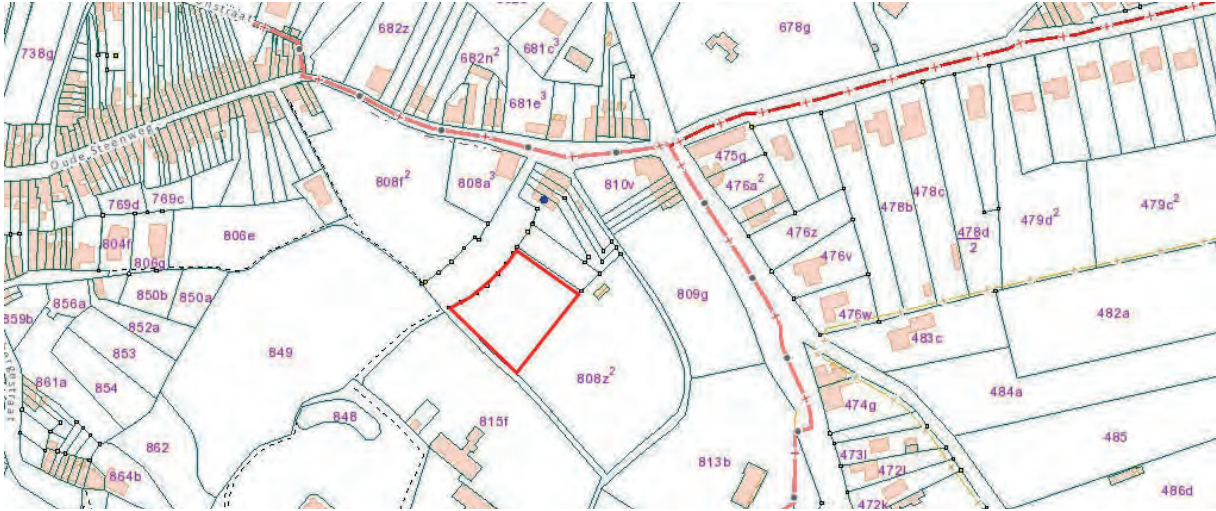 682z
681c³
678g
738g
682n²
681e³
Oude Steenweg
475g
808f²
808a³
810v
476a²
478c
769d
769c
478b
479d²
479c²
804f
806e
476z
478d
2
806g
476v
850b
850a
809g
856a
476w
482a
859b
852a
483c
853
849
808z²
861a
854
484a
848
474g
815f
485
862
813b
473l
472l
864b
486d
472k